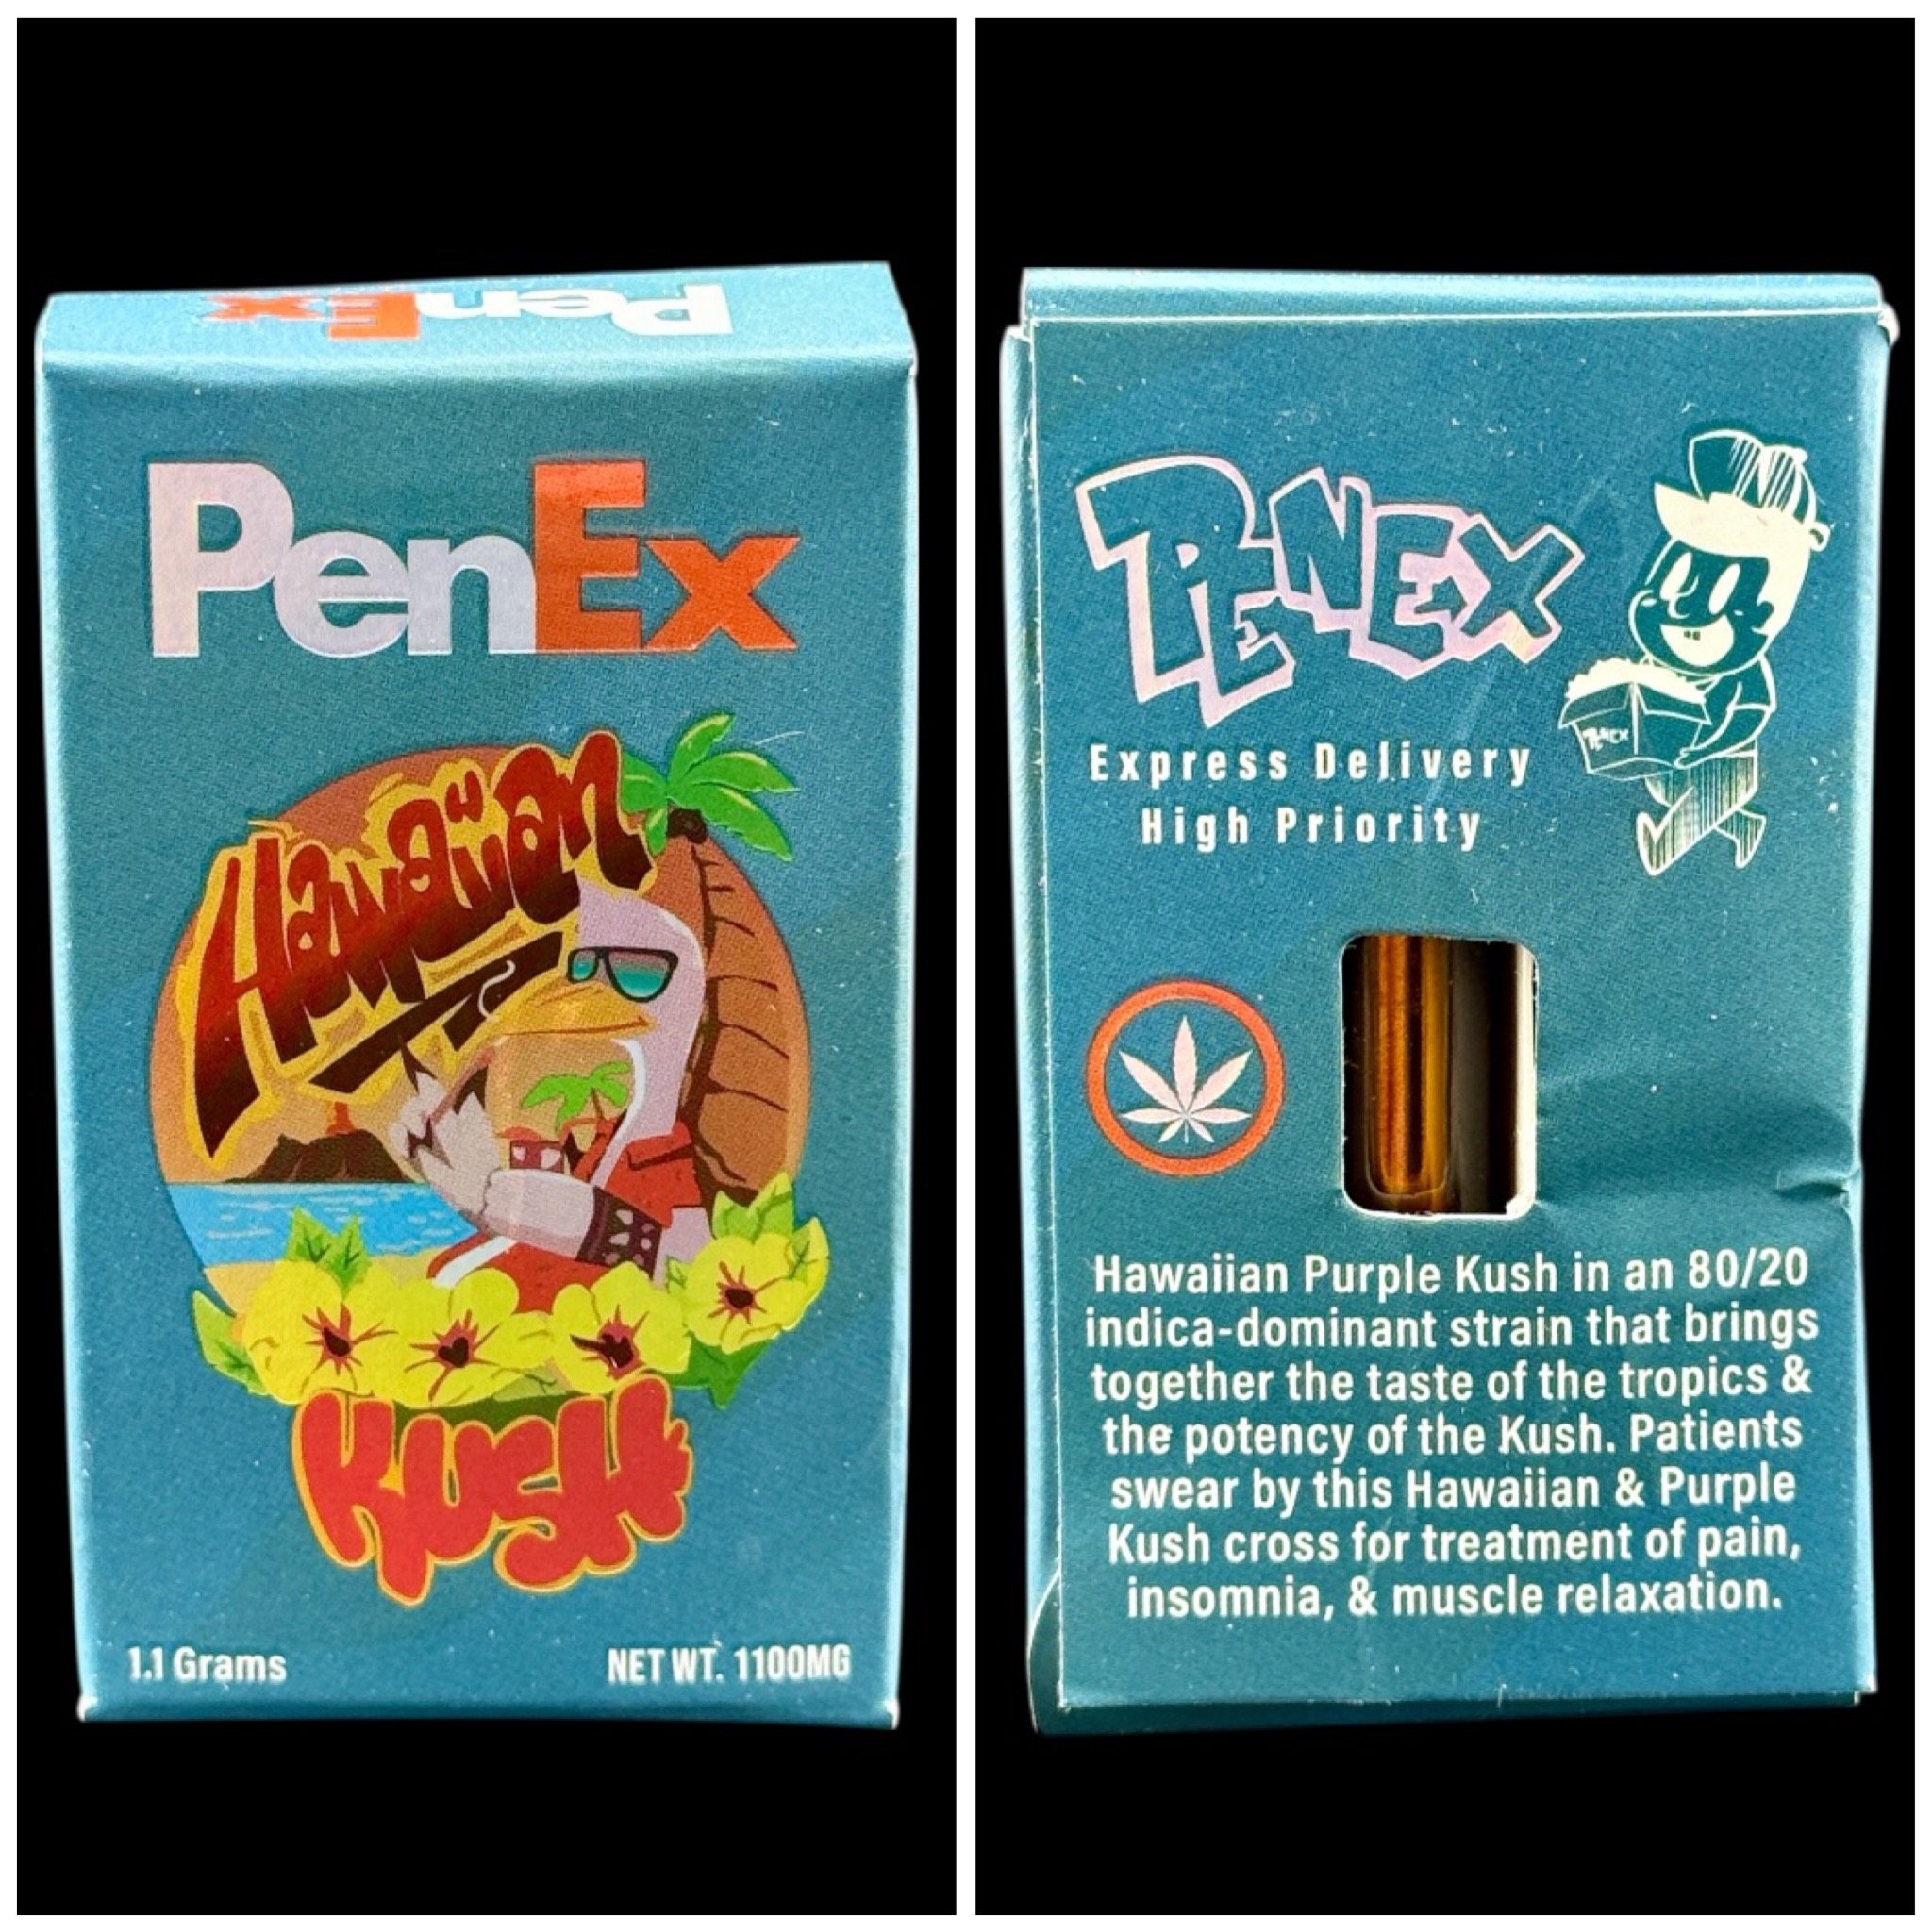 PenEx
PenEx
Hawaiian
Kush
1.1 Grams
NET WT. 1100MG
PENEX
PENEX
Express Delivery
High Priority
Hawaiian Purple Kush in an 80/20
indica-dominant strain that brings
together the taste of the tropics &
the potency of the Kush. Patients
swear by this Hawaiian & Purple
Kush cross for treatment of pain,
insomnia, & muscle relaxation.